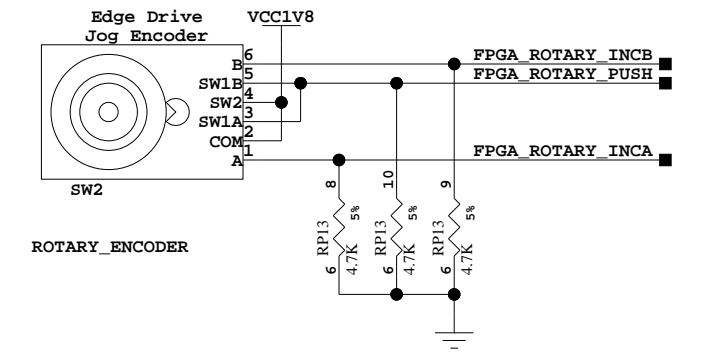 Edge Drive
Jog Encoder
VCC1V8
B 6 FPGA_ROTARY_INCB
SW1B 5 FPGA_ROTARY_PUSH
SW2 4
SW1A 3
COM 2
A 1 FPGA_ROTARY_INCA
SW2
8 10 9
5% 5% 5%
RP13 RP13 RP13
4.7K 4.7K 4.7K
6 6 6
ROTARY_ENCODER